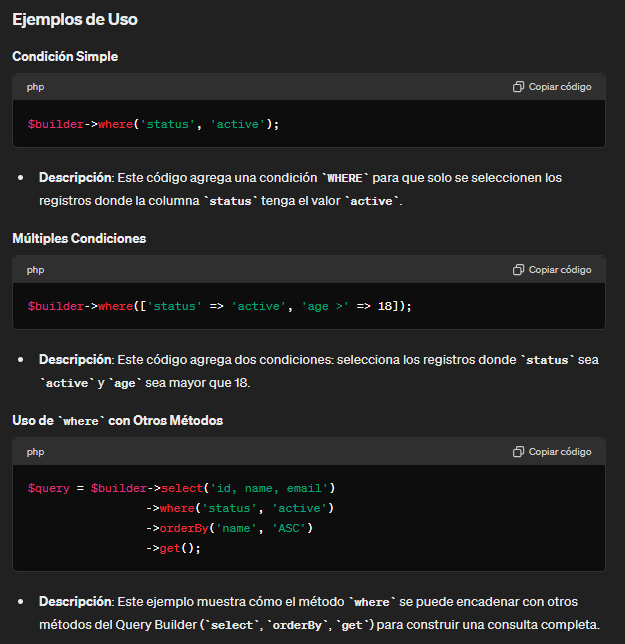 Ejemplos de Uso
Condición Simple
php Copiar código
$builder->where('status', 'active');
• Descripción: Este código agrega una condición `WHERE` para que solo se seleccionen los
registros donde la columna `status` tenga el valor `active`.
Múltiples Condiciones
php Copiar código
$builder->where(['status' => 'active', 'age >' => 18]);
• Descripción: Este código agrega dos condiciones: selecciona los registros donde `status` sea
`active` y `age` sea mayor que 18.
Uso de `where` con Otros Métodos
php Copiar código
$query = $builder->select('id, name, email')
->where('status', 'active')
->orderBy('name', 'ASC')
->get();
• Descripción: Este ejemplo muestra cómo el método `where` se puede encadenar con otros
métodos del Query Builder (`select`, `orderBy`, `get`) para construir una consulta completa.